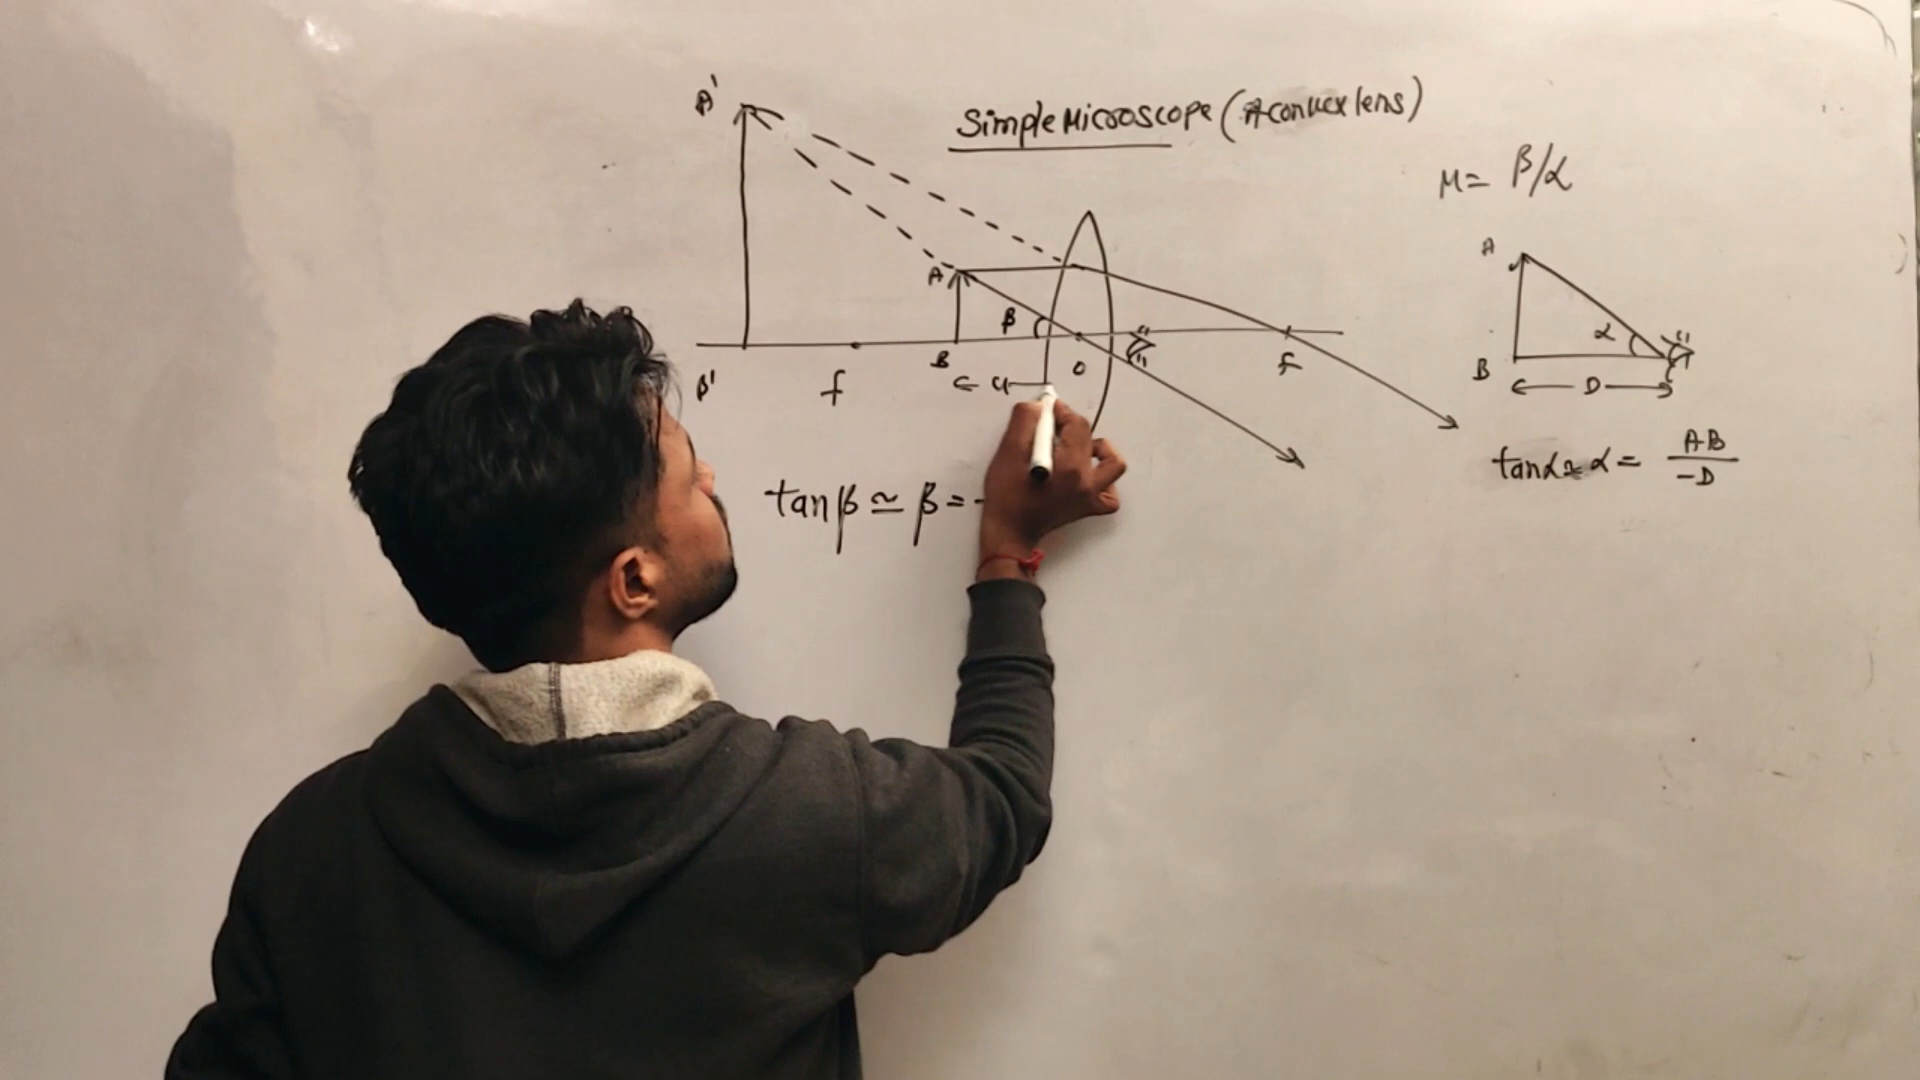 Simple Microscope (A convex lens)
M = β/α
A'
A
β
B
O
f
B'
f
← u
A
α
B
← D →
tanα ≈ α = AB/-D
tanβ ≃ β = -